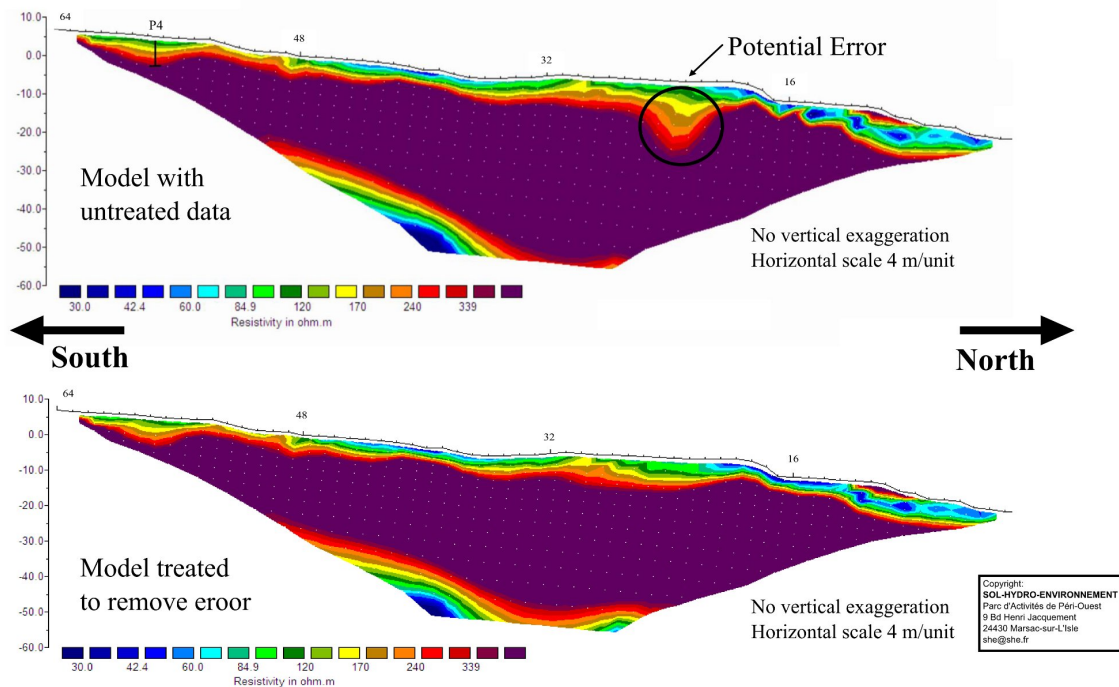 10.0
64
P4
0.0
48
32
Potential Error
16
-10.0
-20.0
-30.0
-40.0
-50.0
-60.0
Model with
untreated data
No vertical exaggeration
Horizontal scale 4 m/unit
30.0 42.4 60.0 84.9 120 170 240 339
Resistivity in ohm.m
South
North
10.0
64
0.0
48
32
16
-10.0
-20.0
-30.0
-40.0
-50.0
-60.0
Model treated
to remove eroor
No vertical exaggeration
Horizontal scale 4 m/unit
30.0 42.4 60.0 84.9 120 170 240 339
Resistivity in ohm.m
Copyright:
SOL-HYDRO-ENVIRONNEMENT
Parc d'Activités de Péri-Ouest
9 Bd Henri Jacquement
24430 Marsac-sur-L'Isle
she@she.fr